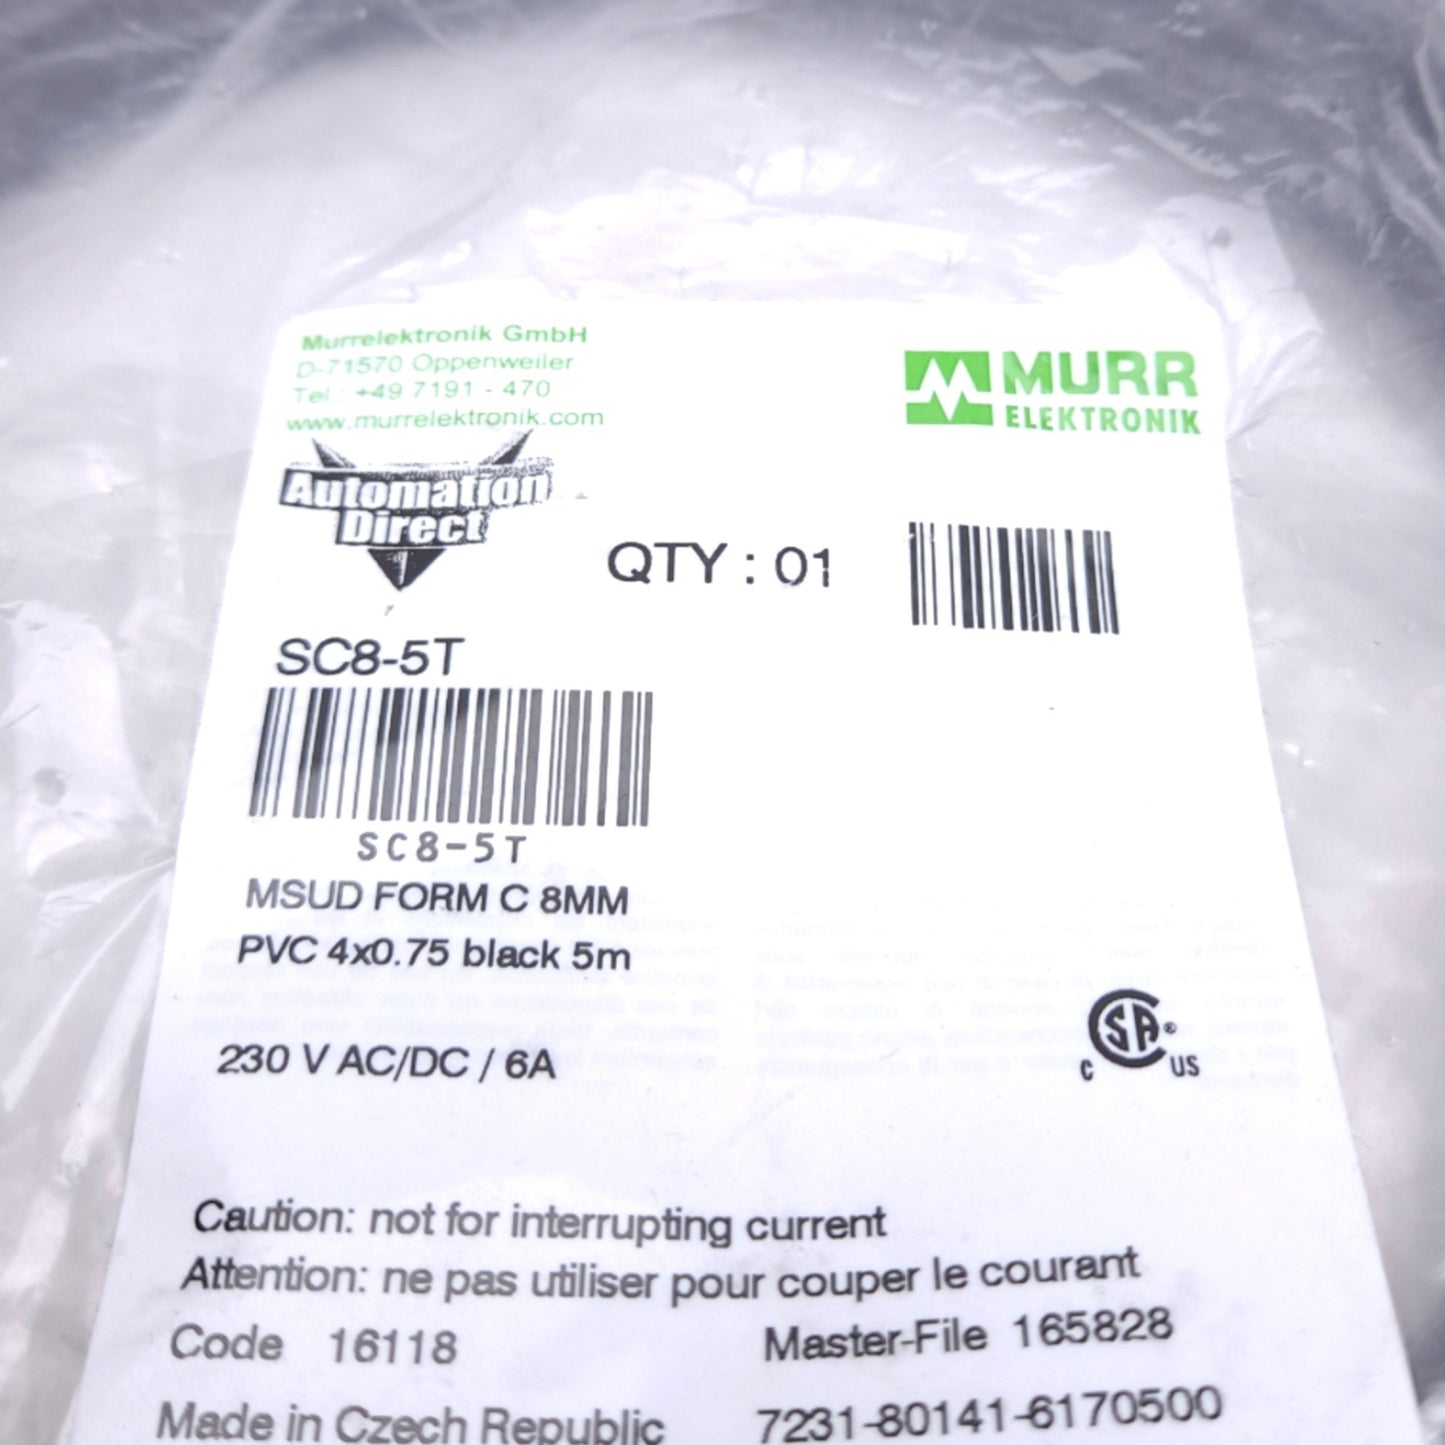 Murrelektronik GmbH
D-71570 Oppenweiler
Tel.: +49 7191 - 470
www.murrelektronik.com
MURR
ELEKTRONIK
Automation
Direct
QTY : 01
SC8-5T
SC8-5T
MSUD FORM C 8MM
PVC 4x0.75 black 5m
230 V AC/DC / 6A
C SA® US
Caution: not for interrupting current
Attention: ne pas utiliser pour couper le courant
Code 16118
Master-File 165828
Made in Czech Republic
7231-80141-6170500